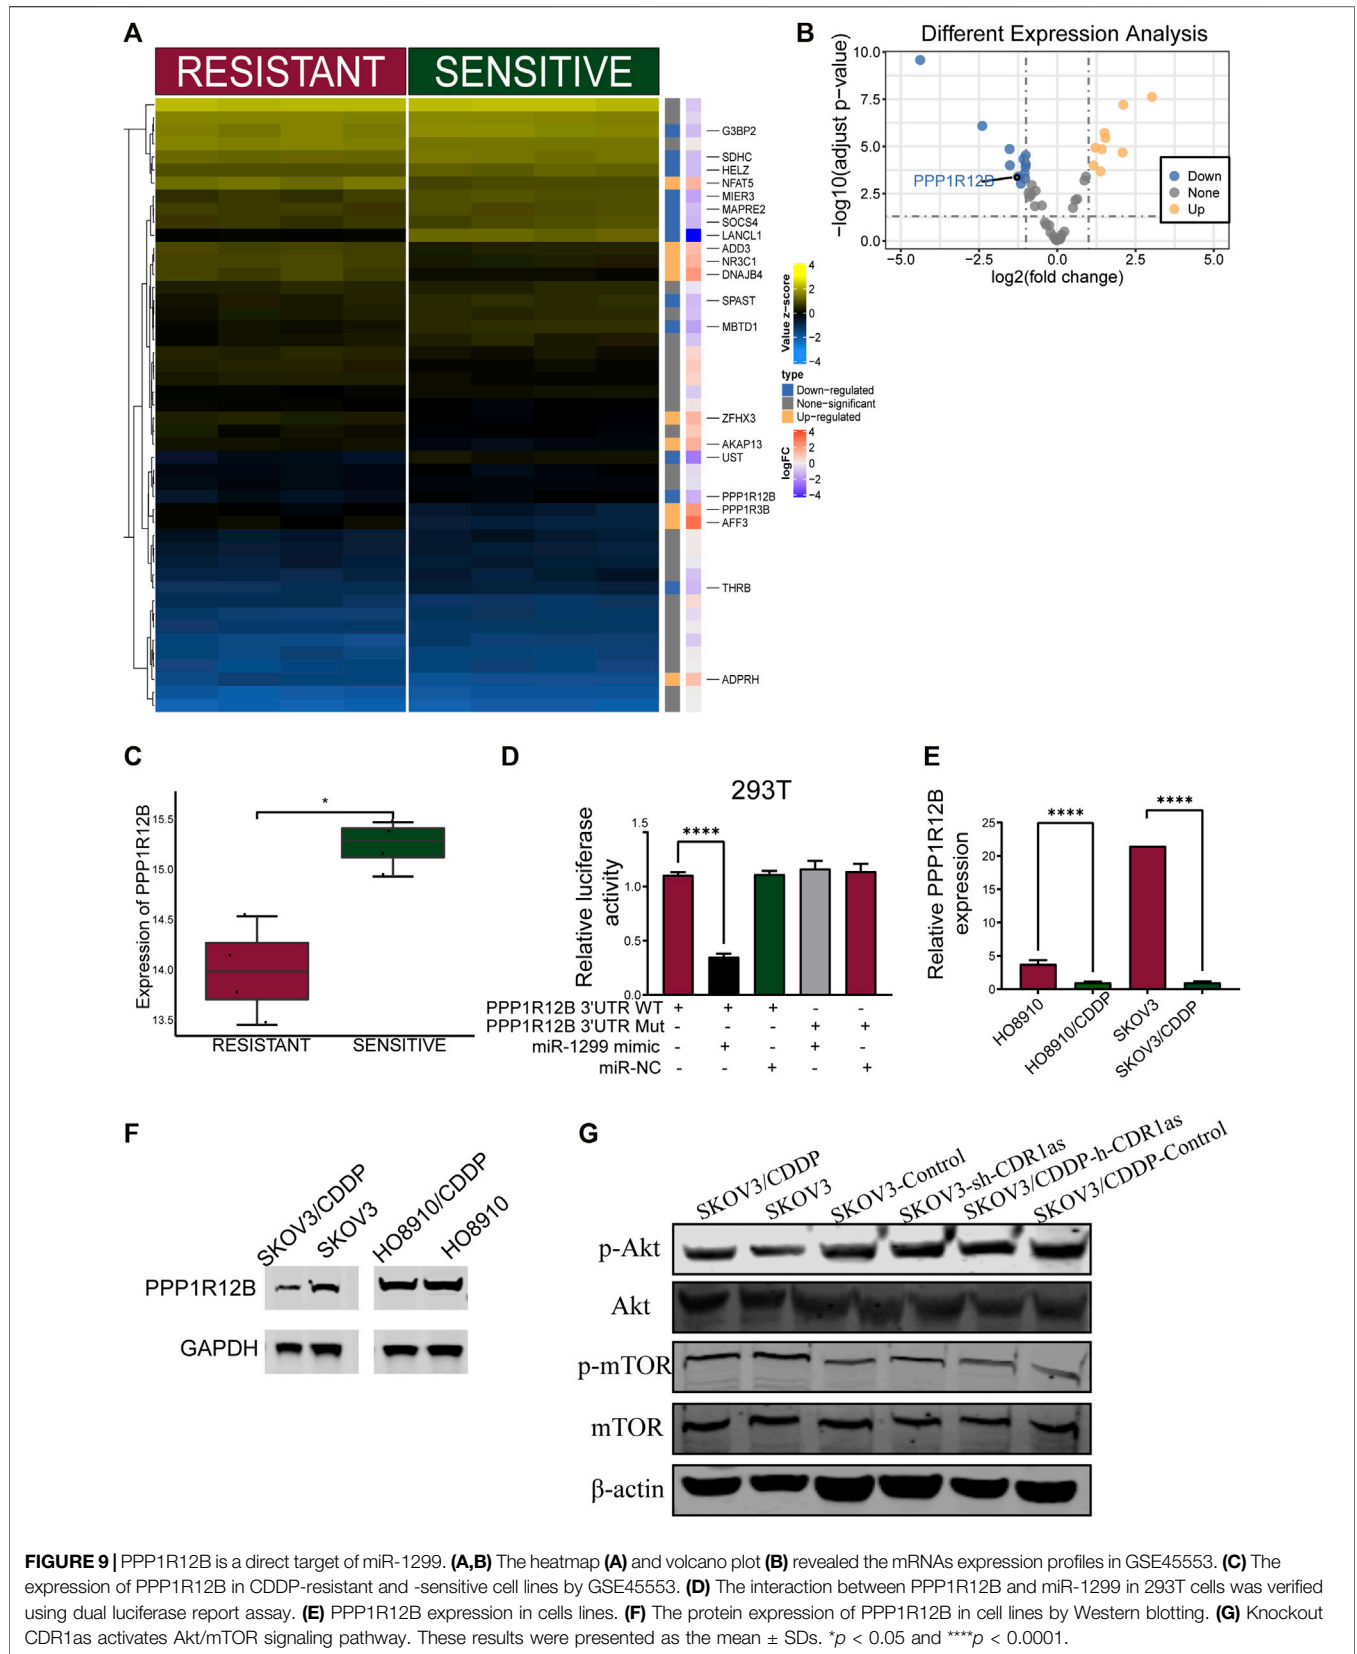 A
RESISTANT
SENSITIVE
G3BP2
SDHC
HELZ
NFAT5
MIER3
MAPRE2
SOCS4
LANCL1
ADD3
NR3C1
DNAJB4
SPAST
MBTD1
ZFHX3
AKAP13
UST
PPP1R12B
PPP1R3B
AFF3
THRB
ADPRH
Value z−score
4
2
0
−2
−4
type
Down−regulated
None−significant
Up−regulated
logFC
4
2
0
−2
−4
B
Different Expression Analysis
−log10(adjust p−value)
10.0
7.5
5.0
2.5
0.0
PPP1R12B
Down
None
Up
−5.0 −2.5 0.0 2.5 5.0
log2(fold change)
C
Expression of PPP1R12B
15.5
15.0
14.5
14.0
13.5
*
RESISTANT SENSITIVE
D
293T
Relative luciferase
activity
1.5
1.0
0.5
0.0
****
PPP1R12B 3'UTR WT + + + - -
PPP1R12B 3'UTR Mut - - - + +
miR-1299 mimic - + - + -
miR-NC - - + - +
E
Relative PPP1R12B
expression
25
20
15
10
5
0
**** ****
HO8910
HO8910/CDDP
SKOV3
SKOV3/CDDP
F
SKOV3/CDDP
SKOV3
HO8910/CDDP
HO8910
PPP1R12B
GAPDH
G
SKOV3/CDDP
SKOV3
SKOV3-Control
SKOV3-sh-CDR1as
SKOV3/CDDP-h-CDR1as
SKOV3/CDDP-Control
p-Akt
Akt
p-mTOR
mTOR
β-actin
FIGURE 9 | PPP1R12B is a direct target of miR-1299. (A,B) The heatmap (A) and volcano plot (B) revealed the mRNAs expression profiles in GSE45553. (C) The
expression of PPP1R12B in CDDP-resistant and -sensitive cell lines by GSE45553. (D) The interaction between PPP1R12B and miR-1299 in 293T cells was verified
using dual luciferase report assay. (E) PPP1R12B expression in cells lines. (F) The protein expression of PPP1R12B in cell lines by Western blotting. (G) Knockout
CDR1as activates Akt/mTOR signaling pathway. These results were presented as the mean ± SDs. *p < 0.05 and ****p < 0.0001.